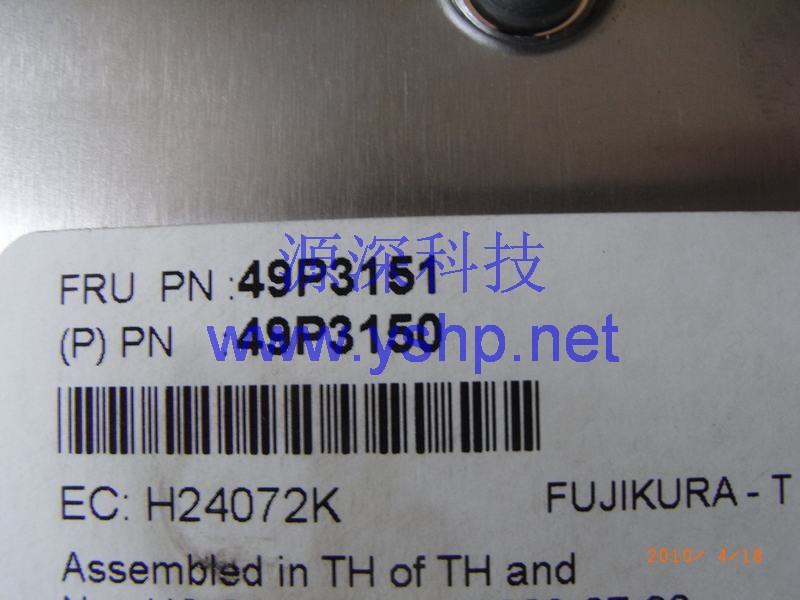 源深科技
FRU PN :49P3151
(P) PN :49P3150
www.yshp.net
EC: H24072K
FUJIKURA - T
2010/ 4/18
Assembled in TH of TH and